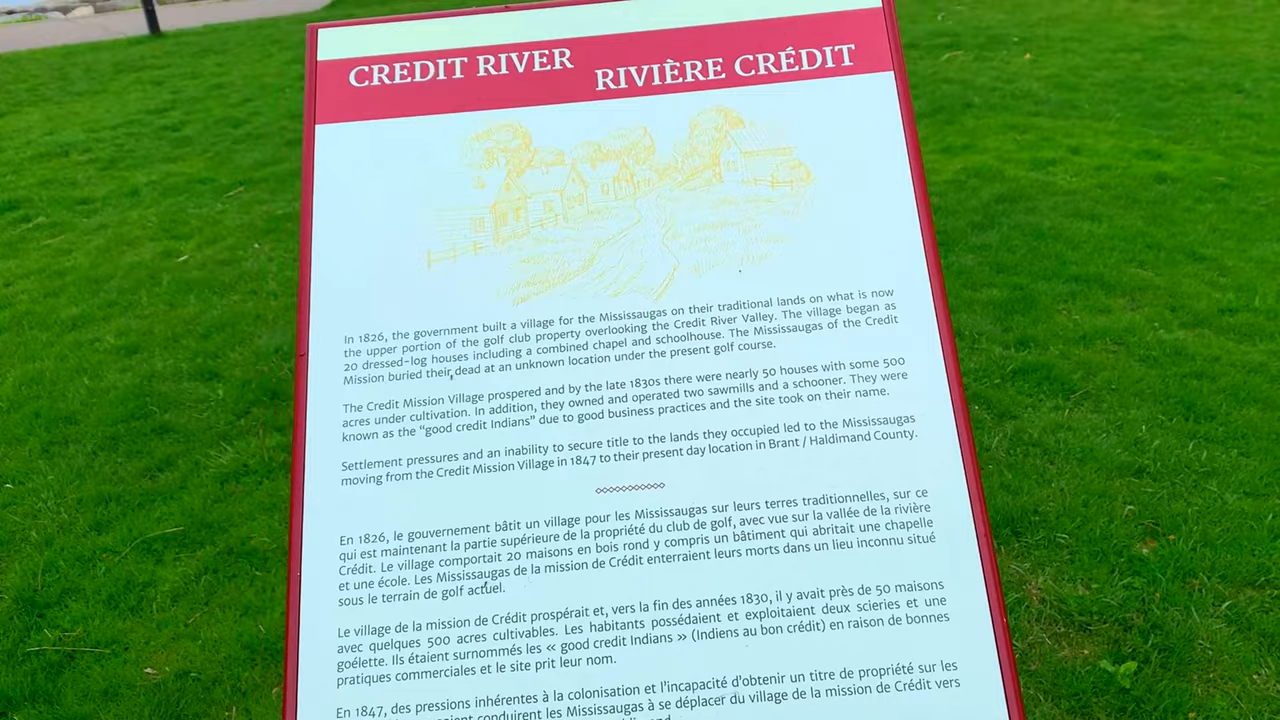 CREDIT RIVER
RIVIÈRE CRÉDIT
In 1826, the government built a village for the Mississaugas on their traditional lands on what is now
the upper portion of the golf club property overlooking the Credit River Valley. The village began as
20 dressed-log houses including a combined chapel and schoolhouse. The Mississaugas of the Credit
Mission buried their dead at an unknown location under the present golf course.
The Credit Mission Village prospered and by the late 1830s there were nearly 50 houses with some 500
acres under cultivation. In addition, they owned and operated two sawmills and a schooner. They were
known as the “good credit Indians” due to good business practices and the site took on their name.
Settlement pressures and an inability to secure title to the lands they occupied led to the Mississaugas
moving from the Credit Mission Village in 1847 to their present day location in Brant / Haldimand County.
En 1826, le gouvernement bâtit un village pour les Mississaugas sur leurs terres traditionnelles, sur ce
qui est maintenant la partie supérieure de la propriété du club de golf, avec vue sur la vallée de la rivière
Crédit. Le village comportait 20 maisons en bois rond y compris un bâtiment qui abritait une chapelle
et une école. Les Mississaugas de la mission de Crédit enterraient leurs morts dans un lieu inconnu situé
sous le terrain de golf actuel.
Le village de la mission de Crédit prospérait et, vers la fin des années 1830, il y avait près de 50 maisons
avec quelques 500 acres cultivables. Les habitants possédaient et exploitaient deux scieries et une
goélette. Ils étaient surnommés les « good credit Indians » (Indiens au bon crédit) en raison de bonnes
pratiques commerciales et le site prit leur nom.
En 1847, des pressions inhérentes à la colonisation et l’incapacité d’obtenir un titre de propriété sur les
conduirent les Mississaugas à se déplacer du village de la mission de Crédit vers